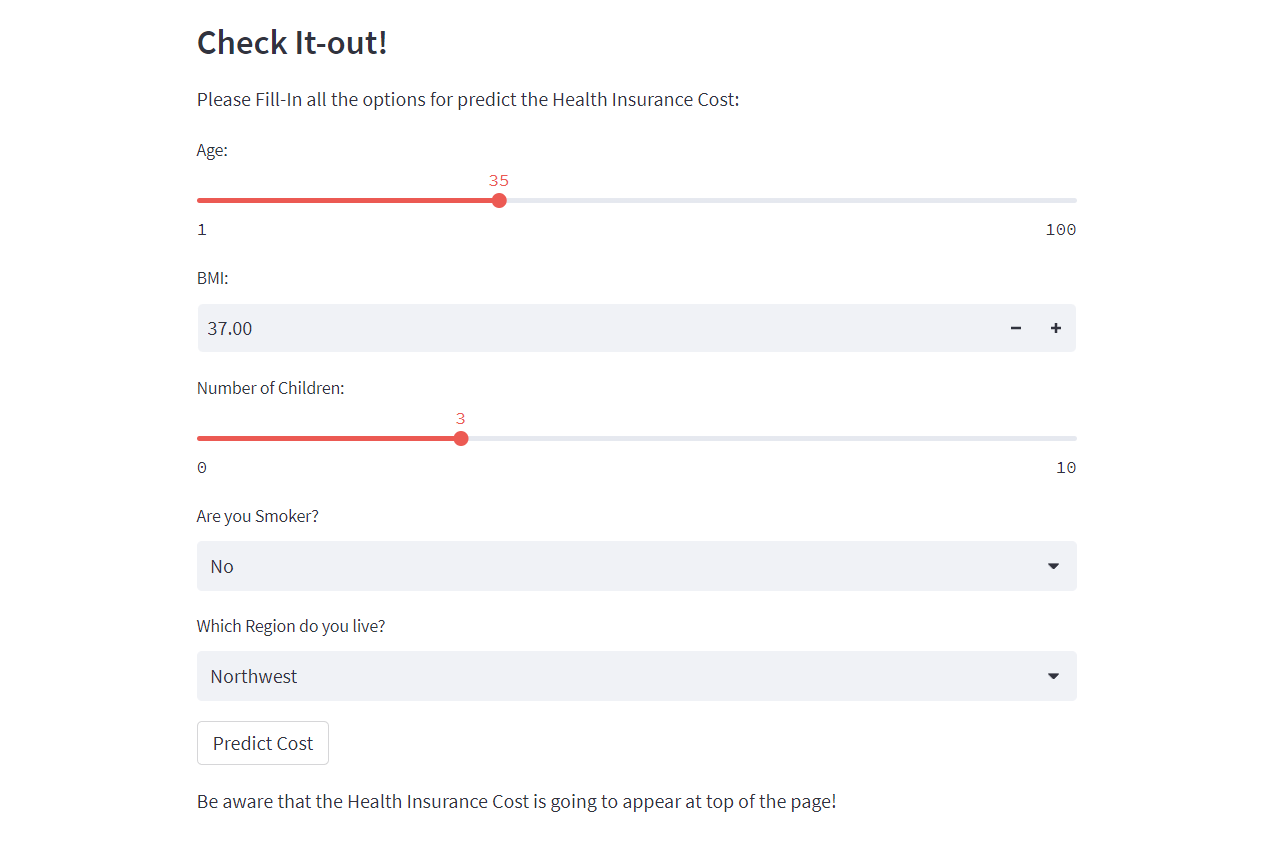 Check It-out!
Please Fill-In all the options for predict the Health Insurance Cost:
Age:
35
1 100
BMI:
37.00
Number of Children:
3
0 10
Are you Smoker?
No
Which Region do you live?
Northwest
Predict Cost
Be aware that the Health Insurance Cost is going to appear at top of the page!